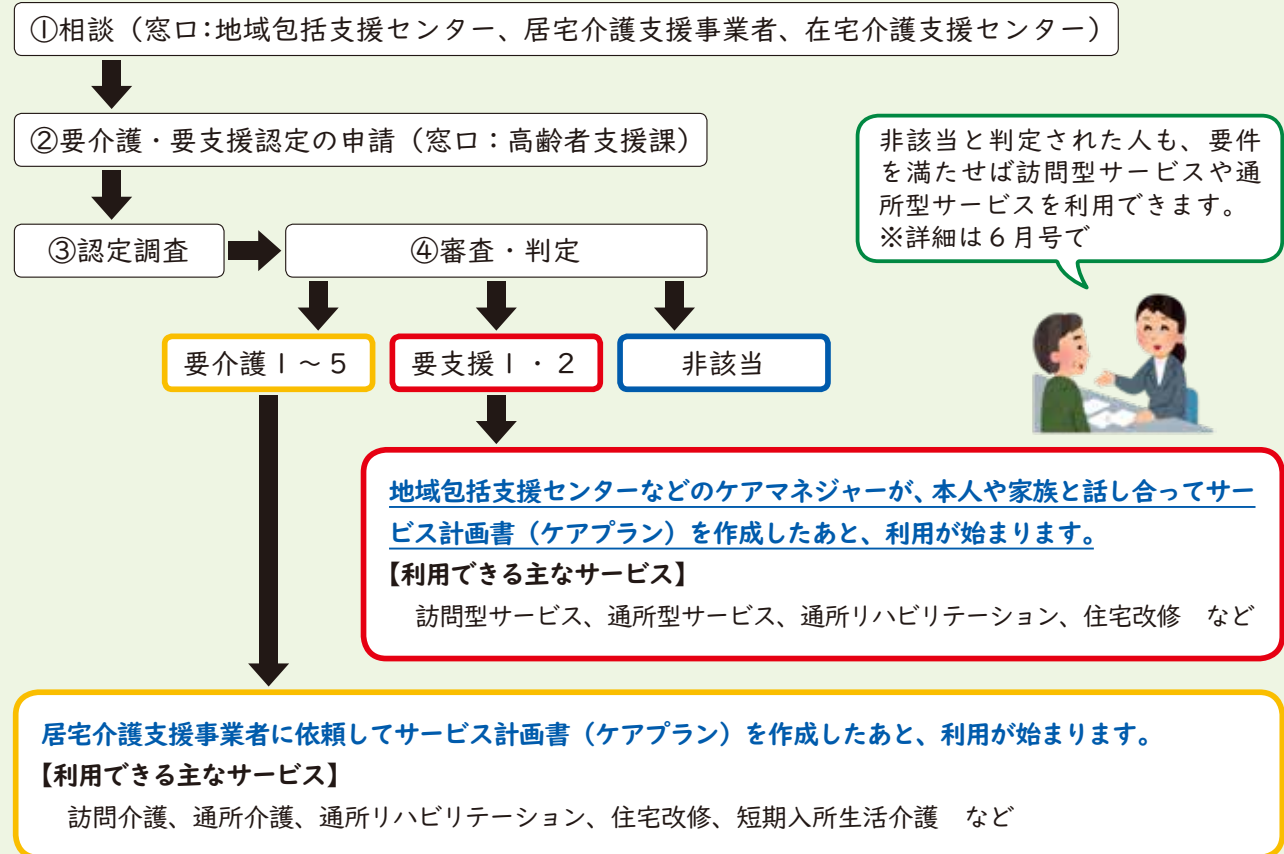 ①相談（窓口：地域包括支援センター、居宅介護支援事業者、在宅介護支援センター）
②要介護・要支援認定の申請（窓口：高齢者支援課）
非該当と判定された人も、要件
を満たせば訪問型サービスや通
所型サービスを利用できます。
※詳細は６月号で
③認定調査
④審査・判定
要介護１～５
要支援１・２
非該当
地域包括支援センターなどのケアマネジャーが、本人や家族と話し合ってサー
ビス計画書（ケアプラン）を作成したあと、利用が始まります。
【利用できる主なサービス】
訪問型サービス、通所型サービス、通所リハビリテーション、住宅改修　など
居宅介護支援事業者に依頼してサービス計画書（ケアプラン）を作成したあと、利用が始まります。
【利用できる主なサービス】
訪問介護、通所介護、通所リハビリテーション、住宅改修、短期入所生活介護　など